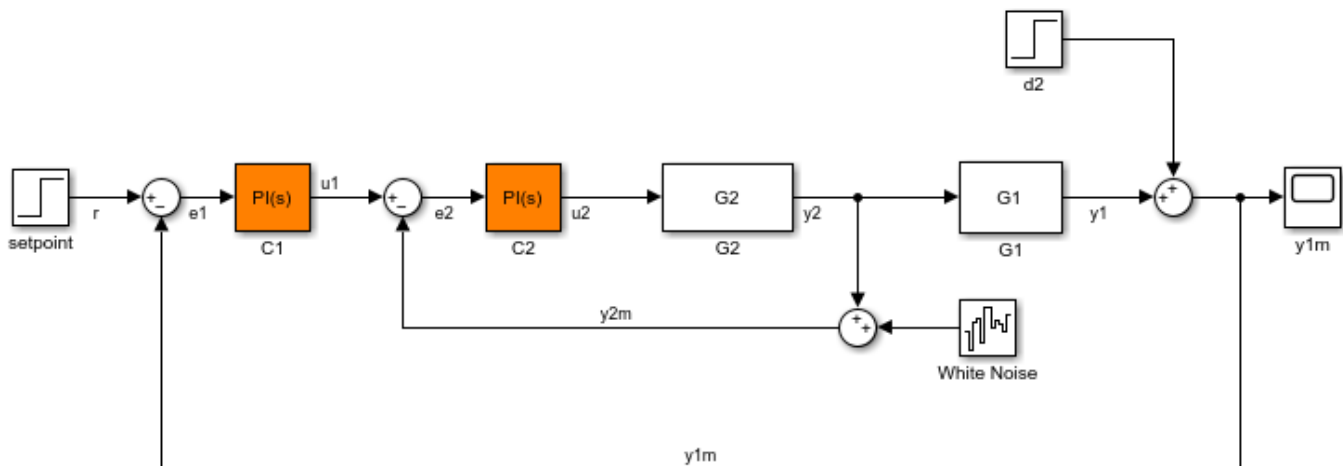 d2
+
+
setpoint
r
+
−
e1
PI(s)
C1
u1
+
−
e2
PI(s)
C2
u2
G2
G2
y2
G1
G1
y1
y1m
y2m
+
+
White Noise
y1m